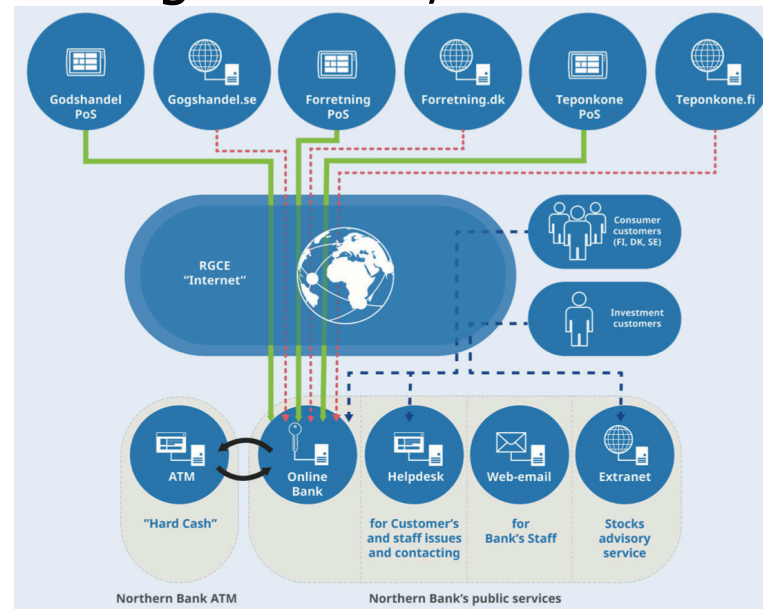 Godshandel
PoS
Gogshandel.se
Forretning
PoS
Forretning.dk
Teponkone
PoS
Teponkone.fi
Consumer
customers
(FI, DK, SE)
RGCE
"Internet"
Investment
customers
ATM
Online
Bank
Helpdesk
Web-email
Extranet
"Hard Cash"
for Customer's
and staff issues
and contacting
for
Bank's Staff
Stocks
advisory
service
Northern Bank ATM
Northern Bank's public services